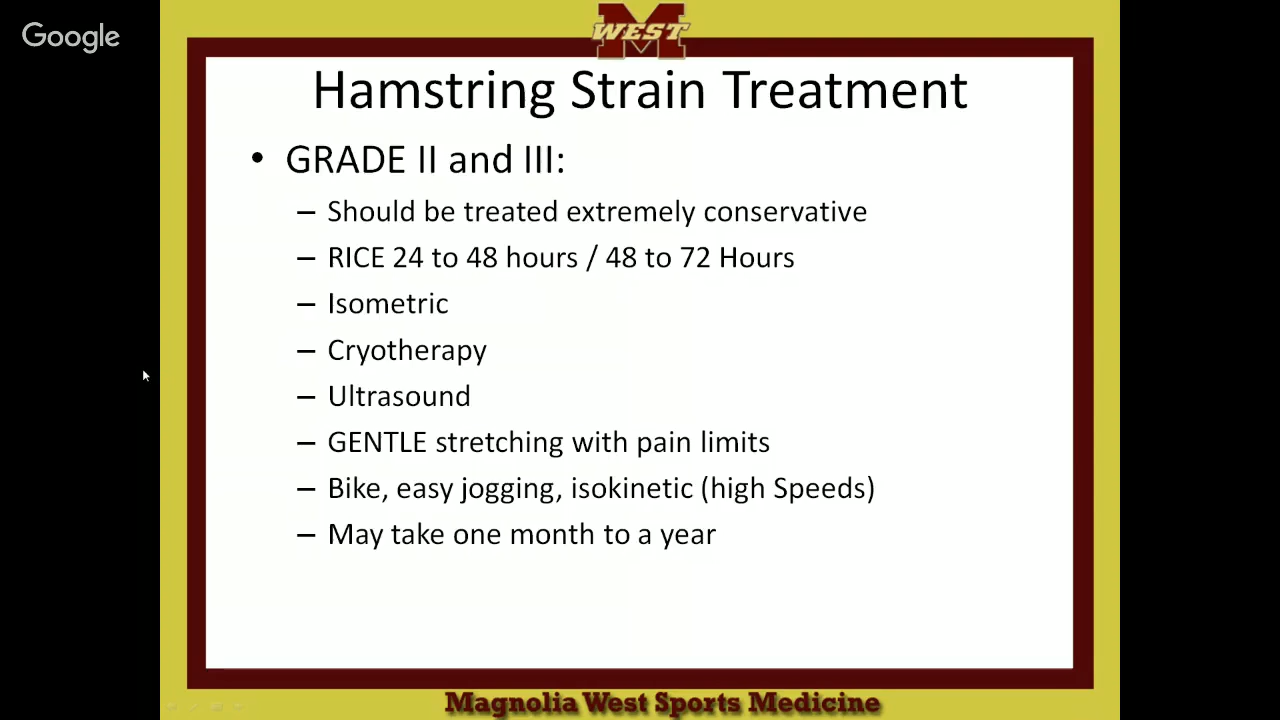 Google
M
WEST
Hamstring Strain Treatment
• GRADE II and III:
– Should be treated extremely conservative
– RICE 24 to 48 hours / 48 to 72 Hours
– Isometric
– Cryotherapy
– Ultrasound
– GENTLE stretching with pain limits
– Bike, easy jogging, isokinetic (high Speeds)
– May take one month to a year
Magnolia West Sports Medicine